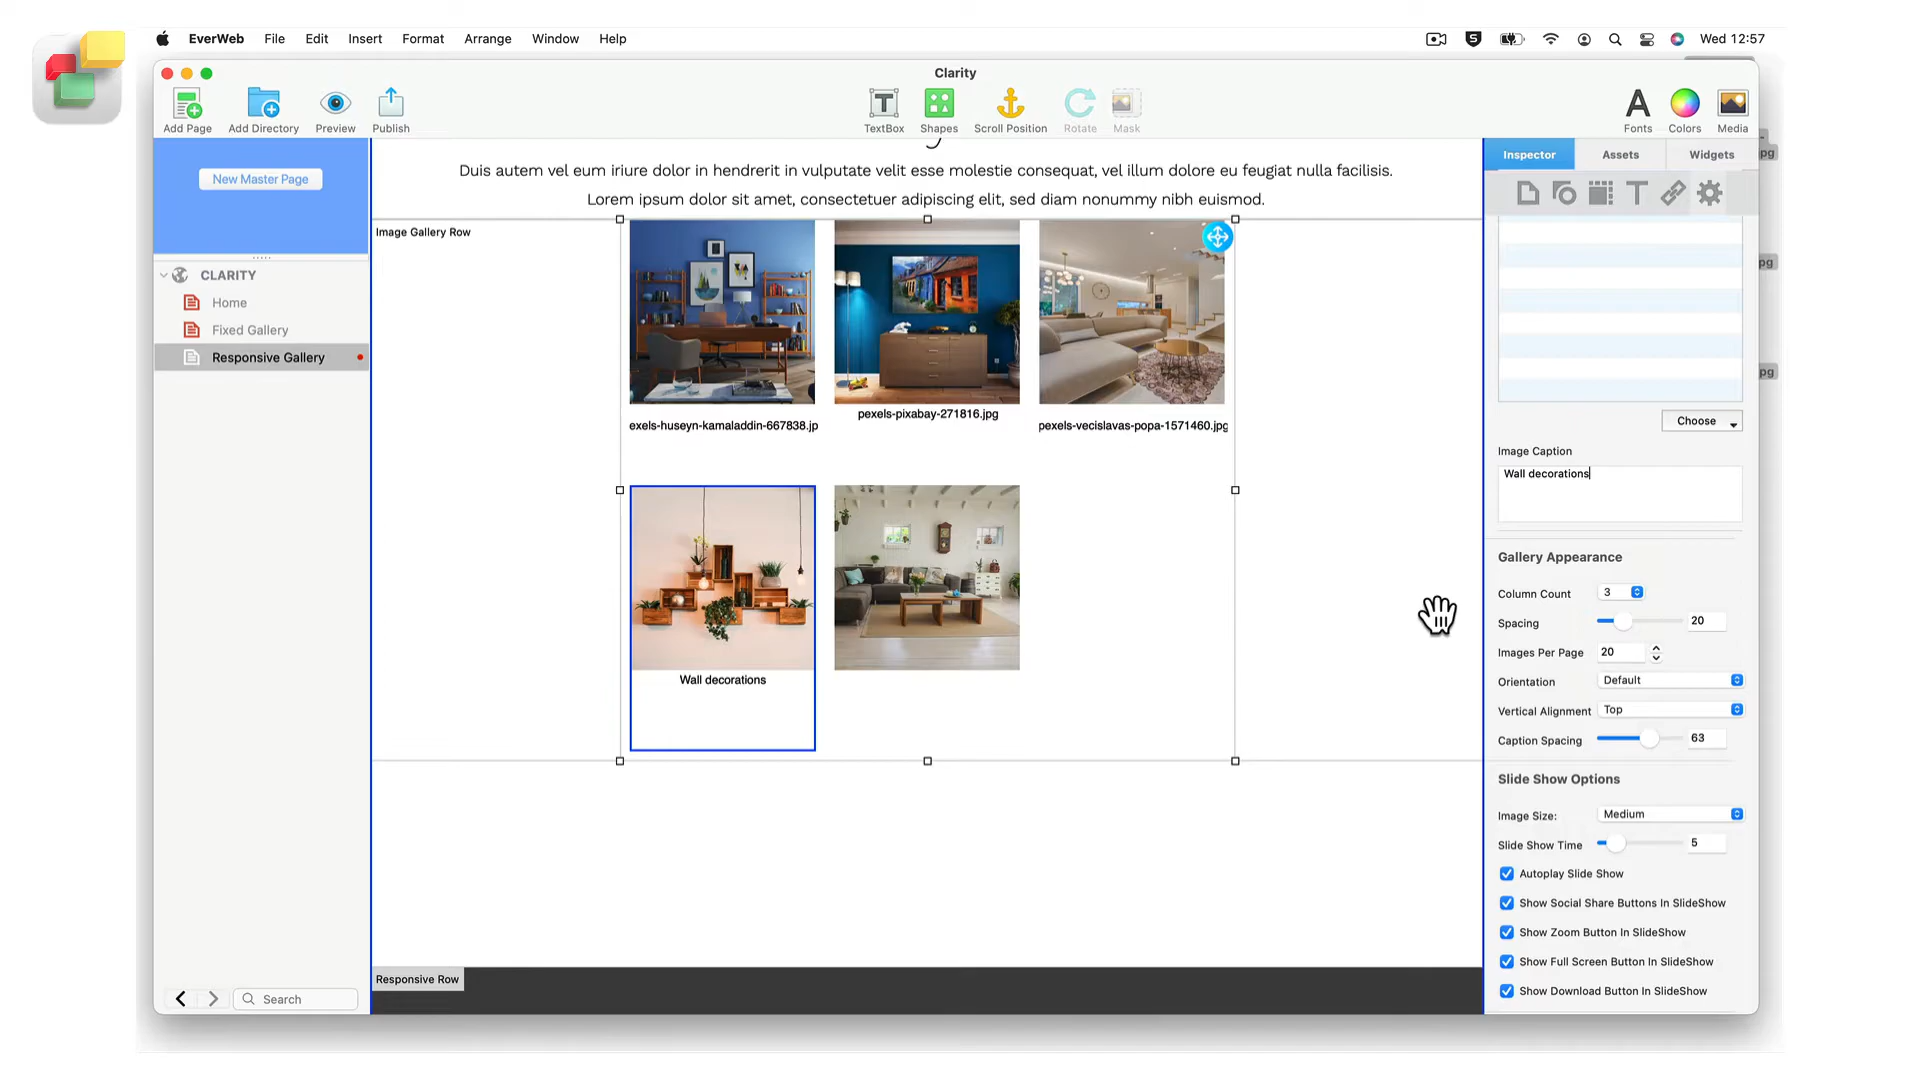 EverWeb File Edit Insert Format Arrange Window Help
Wed 12:57
Clarity
Add Page Add Directory Preview Publish
TextBox Shapes Scroll Position Rotate Mask
Fonts Colors Media
New Master Page
CLARITY
Home
Fixed Gallery
Responsive Gallery
Search
Duis autem vel eum iriure dolor in hendrerit in vulputate velit esse molestie consequat, vel illum dolore eu feugiat nulla facilisis.
Lorem ipsum dolor sit amet, consectetuer adipiscing elit, sed diam nonummy nibh euismod.
Image Gallery Row
exels-huseyn-kamaladdin-667838.jp
pexels-pixabay-271816.jpg
pexels-vecislavas-popa-1571460.jpg
Wall decorations
Responsive Row
Inspector Assets Widgets
Choose
Image Caption
Wall decorations
Gallery Appearance
Column Count 3
Spacing 20
Images Per Page 20
Orientation Default
Vertical Alignment Top
Caption Spacing 63
Slide Show Options
Image Size: Medium
Slide Show Time 5
Autoplay Slide Show
Show Social Share Buttons In SlideShow
Show Zoom Button In SlideShow
Show Full Screen Button In SlideShow
Show Download Button In SlideShow
pg
pg
pg